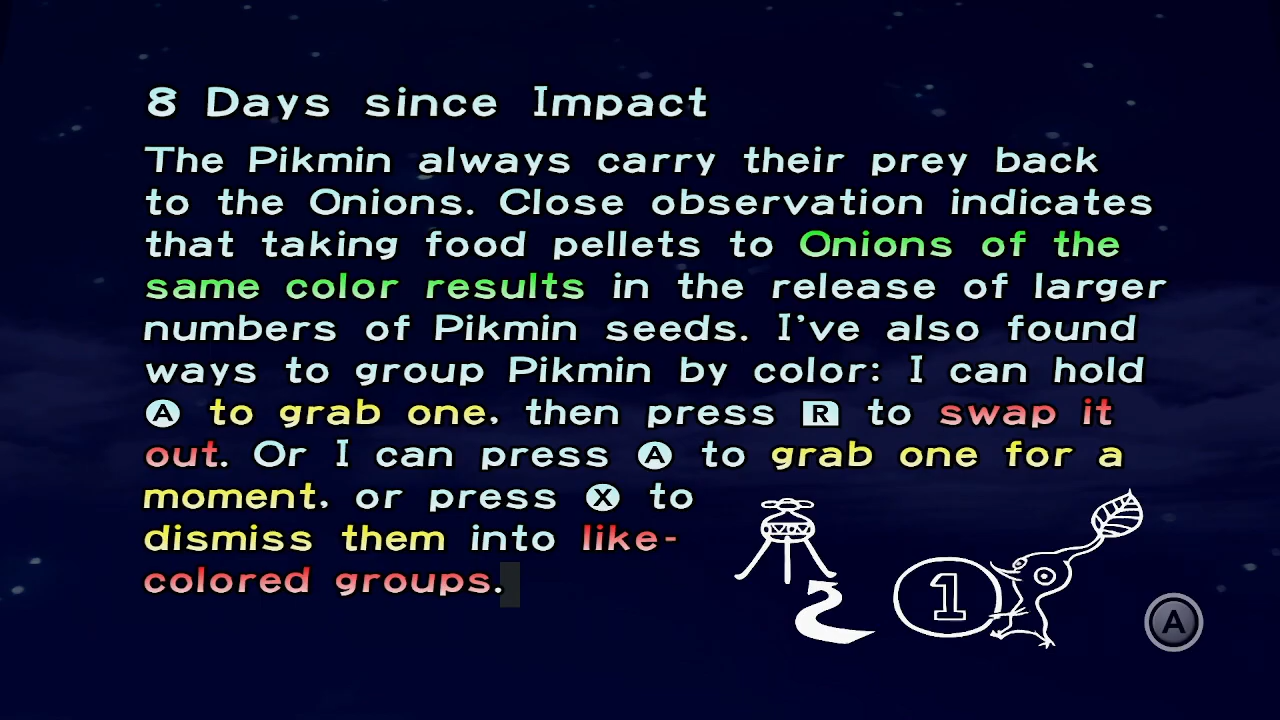 8 Days since Impact
The Pikmin always carry their prey back
to the Onions. Close observation indicates
that taking food pellets to Onions of the
same color results in the release of larger
numbers of Pikmin seeds. I've also found
ways to group Pikmin by color: I can hold
A to grab one, then press R to swap it
out. Or I can press A to grab one for a
moment, or press X to
dismiss them into like-
colored groups.
1
A